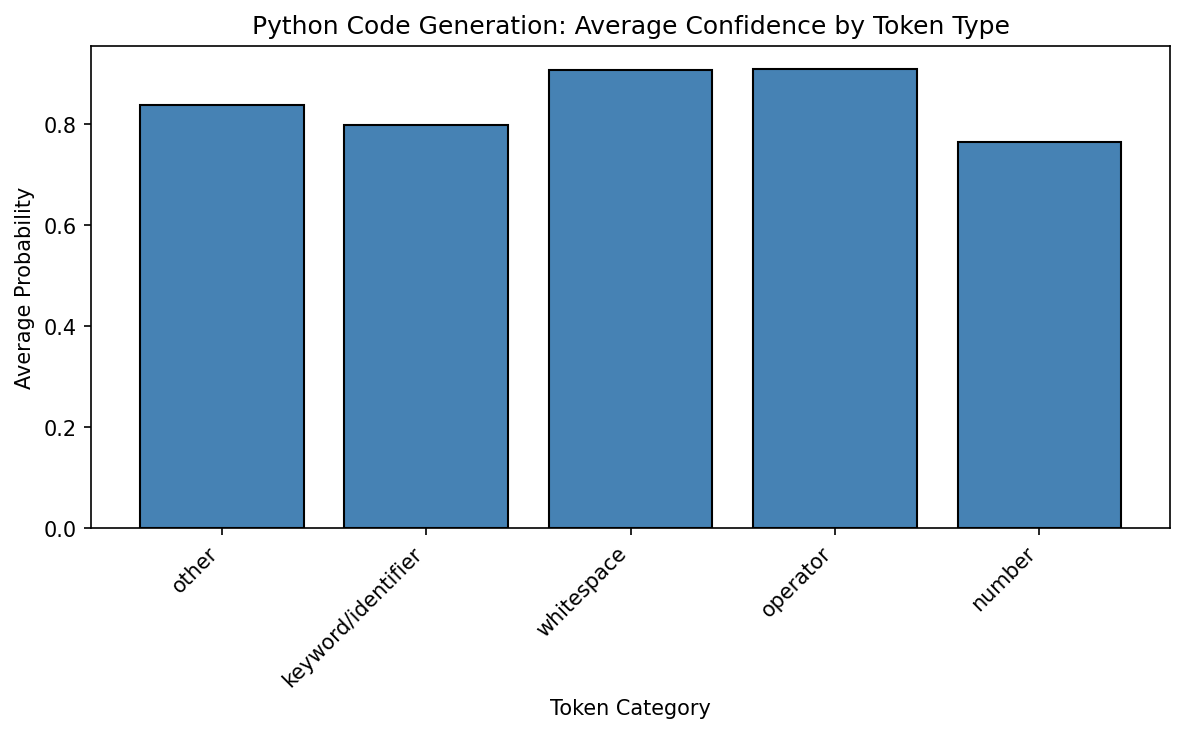 Python Code Generation: Average Confidence by Token Type
Average Probability
0.8
0.6
0.4
0.2
0.0
other
keyword/identifier
whitespace
operator
number
Token Category